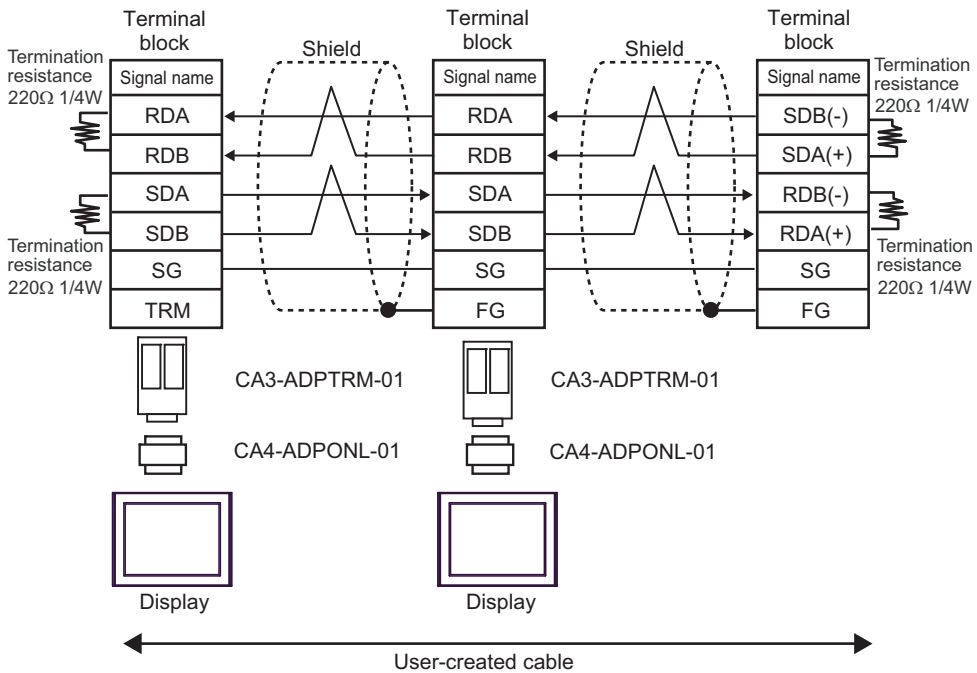 Terminal
block
Terminal
block
Terminal
block
Shield
Shield
Termination
resistance
220Ω 1/4W
Signal name
RDA
RDB
SDA
SDB
SG
TRM
Termination
resistance
220Ω 1/4W
Signal name
RDA
RDB
SDA
SDB
SG
FG
Signal name
SDB(-)
SDA(+)
RDB(-)
RDA(+)
SG
FG
Termination
resistance
220Ω 1/4W
Termination
resistance
220Ω 1/4W
CA3-ADPTRM-01
CA3-ADPTRM-01
CA4-ADPONL-01
CA4-ADPONL-01
Display
Display
User-created cable